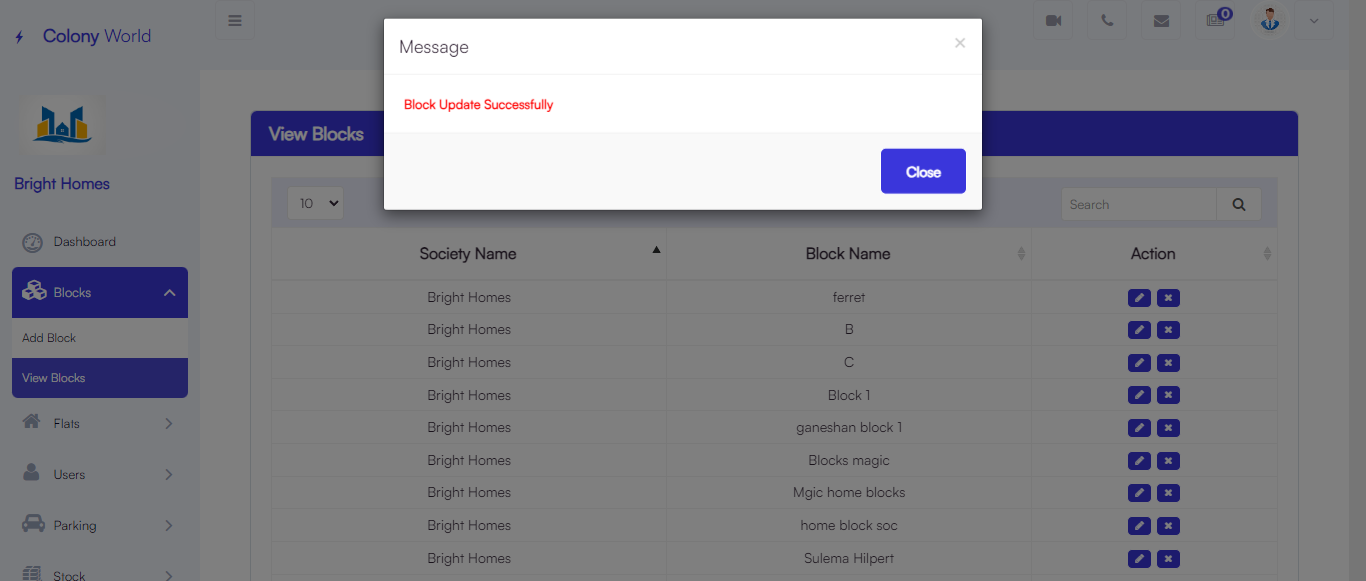 Colony World
0
Message
×
Block Update Successfully
Close
Bright Homes
Dashboard
Blocks
Add Block
View Blocks
Flats
Users
Parking
Stock
View Blocks
10
Search
Society Name Block Name Action
Bright Homes ferret
Bright Homes B
Bright Homes C
Bright Homes Block 1
Bright Homes ganeshan block 1
Bright Homes Blocks magic
Bright Homes Mgic home blocks
Bright Homes home block soc
Bright Homes Sulema Hilpert